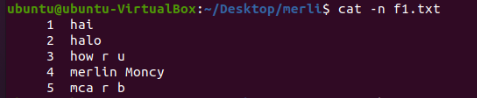 ubuntu@ubuntu-VirtualBox:~/Desktop/merli$ cat -n f1.txt
1 hai
2 halo
3 how r u
4 merlin Moncy
5 mca r b